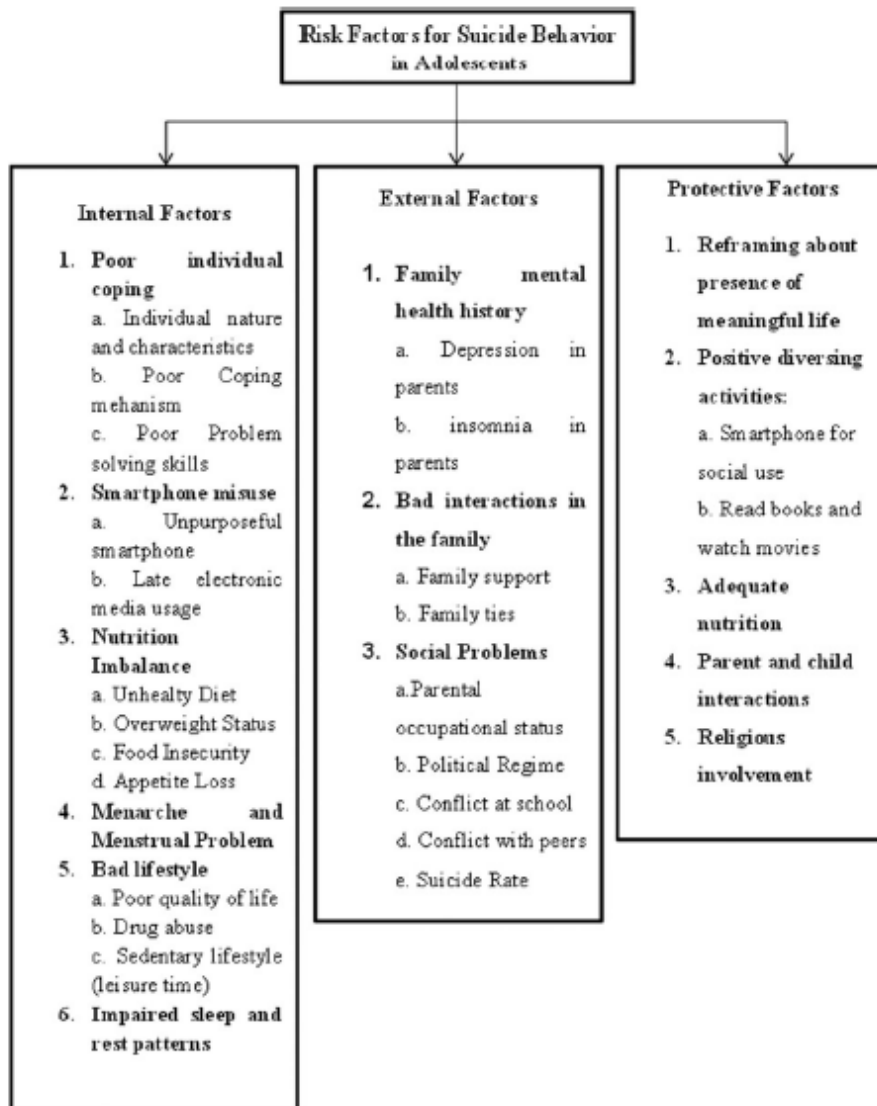 Risk Factors for Suicide Behavior
in Adolescents
Internal Factors
1. Poor individual
coping
a. Individual nature
and characteristics
b. Poor Coping
mehanism
c. Poor Problem
solving skills
2. Smartphone misuse
a. Unpurposeful
smartphone
b. Late electronic
media usage
3. Nutrition
Imbalance
a. Unhealty Diet
b. Overweight Status
c. Food Insecurity
d. Appetite Loss
4. Menarche and
Menstrual Problem
5. Bad lifestyle
a. Poor quality of life
b. Drug abuse
c. Sedentary lifestyle
(leisure time)
6. Impaired sleep and
rest patterns
External Factors
1. Family mental
health history
a. Depression in
parents
b. insomnia in
parents
2. Bad interactions in
the family
a. Family support
b. Family ties
3. Social Problems
a.Parental
occupational status
b. Political Regime
c. Conflict at school
d. Conflict with peers
e. Suicide Rate
Protective Factors
1. Reframing about
presence of
meaningful life
2. Positive diversing
activities:
a. Smartphone for
social use
b. Read books and
watch movies
3. Adequate
nutrition
4. Parent and child
interactions
5. Religious
involvement